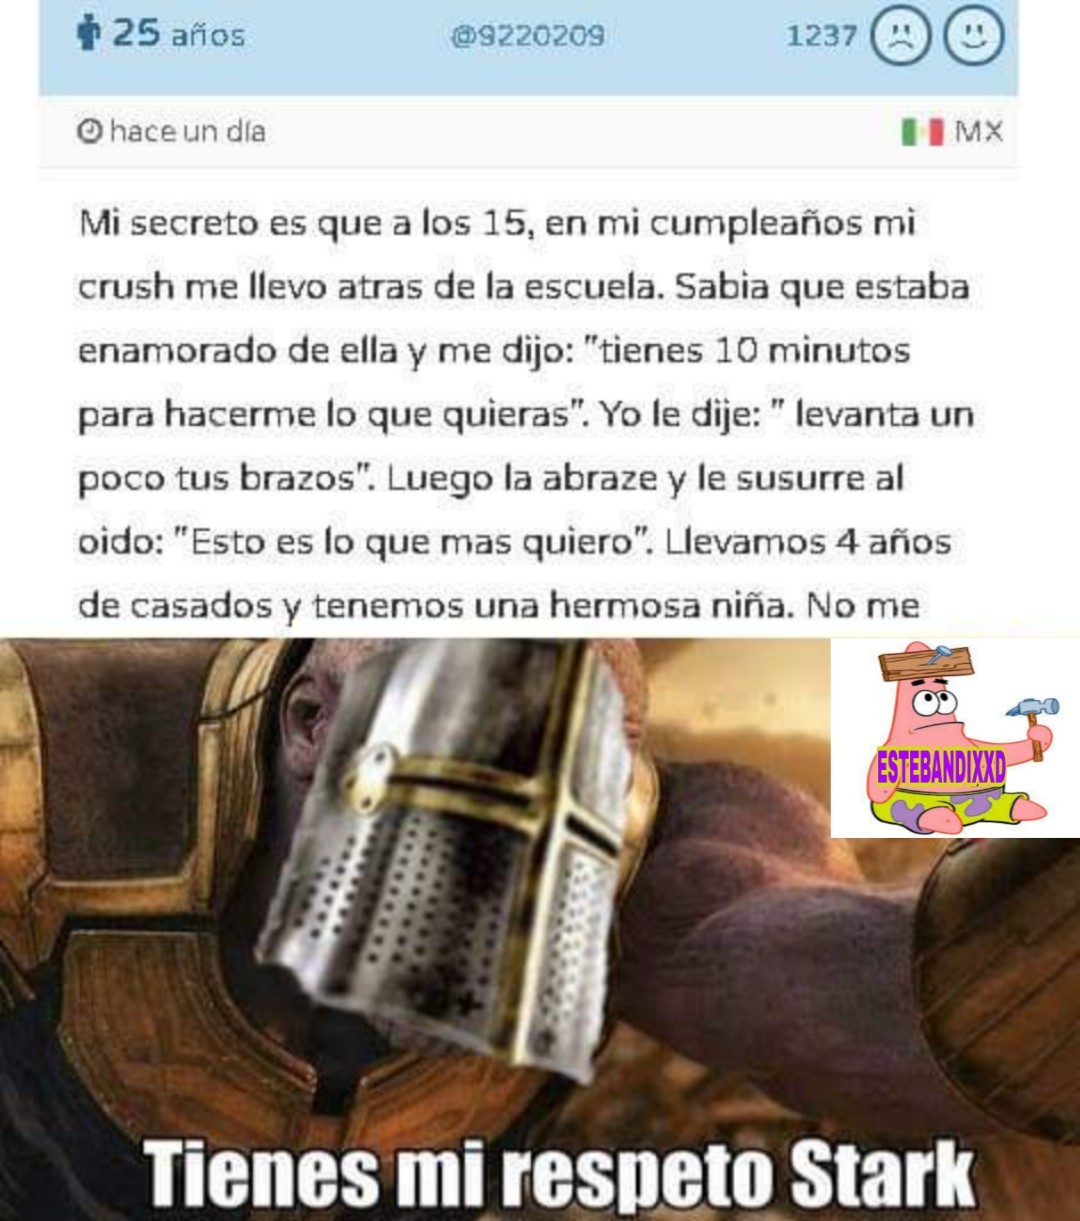 25 años @9220209 1237
hace un día MX
Mi secreto es que a los 15, en mi cumpleaños mi
crush me llevo atras de la escuela. Sabia que estaba
enamorado de ella y me dijo: "tienes 10 minutos
para hacerme lo que quieras". Yo le dije: " levanta un
poco tus brazos". Luego la abraze y le susurre al
oido: "Esto es lo que mas quiero". Llevamos 4 años
de casados y tenemos una hermosa niña. No me
ESTEBANDIXXD
Tienes mi respeto Stark